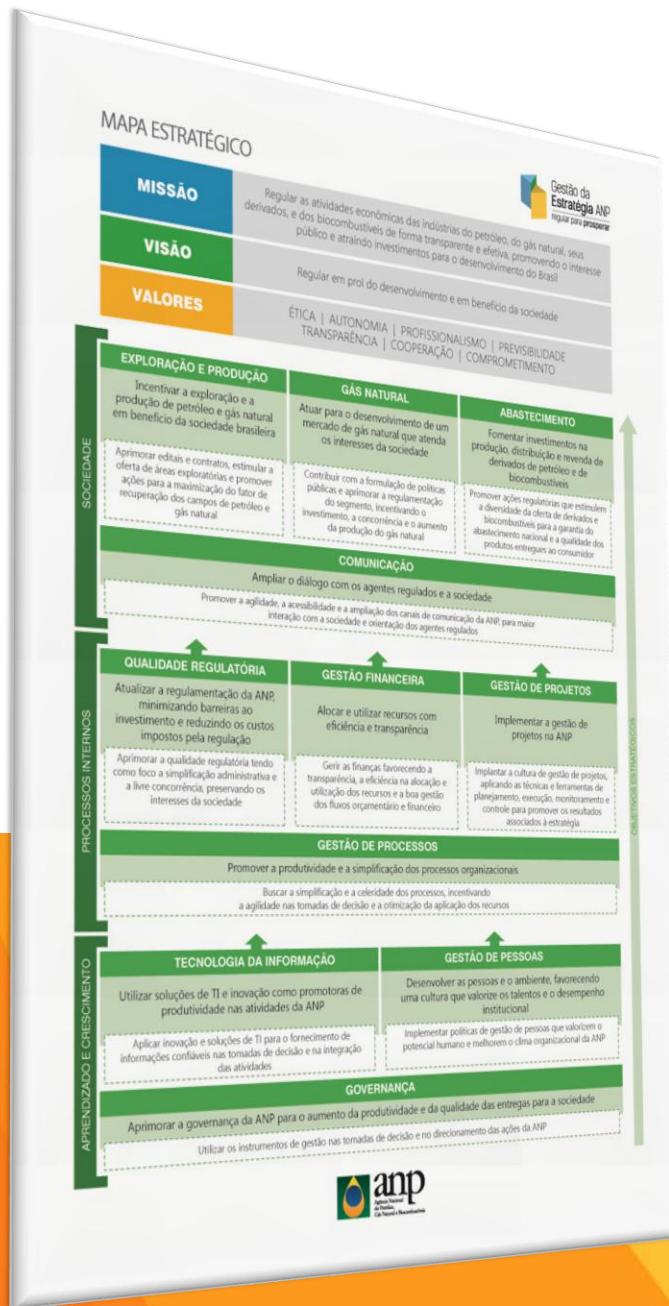 MAPA ESTRATÉGICO
Gestão da
Estratégia ANP
regular para prosperar
MISSÃO
Regular as atividades econômicas das indústrias do petróleo, do gás natural, seus
derivados, e dos biocombustíveis de forma transparente e efetiva, promovendo o interesse
público e atraindo investimentos para o desenvolvimento do Brasil
VISÃO
Regular em prol do desenvolvimento e em benefício da sociedade
VALORES
ÉTICA | AUTONOMIA | PROFISSIONALISMO | PREVISIBILIDADE
TRANSPARÊNCIA | COOPERAÇÃO | COMPROMETIMENTO
SOCIEDADE
EXPLORAÇÃO E PRODUÇÃO
Incentivar a exploração e a
produção de petróleo e gás natural
em benefício da sociedade brasileira
Aprimorar editais e contratos, estimular a
oferta de áreas exploratórias e promover
ações para a maximização do fator de
recuperação dos campos de petróleo e
gás natural
GÁS NATURAL
Atuar para o desenvolvimento de um
mercado de gás natural que atenda
os interesses da sociedade
Contribuir com a formulação de políticas
públicas e aprimorar a regulamentação
do segmento, incentivando o
investimento, a concorrência e o aumento
da produção do gás natural
ABASTECIMENTO
Fomentar investimentos na
produção, distribuição e revenda de
derivados de petróleo e de
biocombustíveis
Promover ações regulatórias que estimulem
a diversidade da oferta de derivados e
biocombustíveis para a garantia do
abastecimento nacional e a qualidade dos
produtos entregues ao consumidor
COMUNICAÇÃO
Ampliar o diálogo com os agentes regulados e a sociedade
Promover a agilidade, a acessibilidade e a ampliação dos canais de comunicação da ANP, para maior
interação com a sociedade e orientação dos agentes regulados
PROCESSOS INTERNOS
QUALIDADE REGULATÓRIA
Atualizar a regulamentação da ANP,
minimizando barreiras ao
investimento e reduzindo os custos
impostos pela regulação
Aprimorar a qualidade regulatória tendo
como foco a simplificação administrativa e
a livre concorrência, preservando os
interesses da sociedade
GESTÃO FINANCEIRA
Alocar e utilizar recursos com
eficiência e transparência
Gerir as finanças favorecendo a
transparência, a eficiência na alocação e
utilização dos recursos e a boa gestão
dos fluxos orçamentário e financeiro
GESTÃO DE PROJETOS
Implementar a gestão de
projetos na ANP
Implantar a cultura de gestão de projetos,
aplicando as técnicas e ferramentas de
planejamento, execução, monitoramento e
controle para promover os resultados
associados à estratégia
GESTÃO DE PROCESSOS
Promover a produtividade e a simplificação dos processos organizacionais
Buscar a simplificação e a celeridade dos processos, incentivando
a agilidade nas tomadas de decisão e a otimização da aplicação dos recursos
APRENDIZADO E CRESCIMENTO
TECNOLOGIA DA INFORMAÇÃO
Utilizar soluções de TI e inovação como promotoras de
produtividade nas atividades da ANP
Aplicar inovação e soluções de TI para o fornecimento de
informações confiáveis nas tomadas de decisão e na integração
das atividades
GESTÃO DE PESSOAS
Desenvolver as pessoas e o ambiente, favorecendo
uma cultura que valorize os talentos e o desempenho
institucional
Implementar políticas de gestão de pessoas que valorizem o
potencial humano e melhorem o clima organizacional da ANP
GOVERNANÇA
Aprimorar a governança da ANP para o aumento da produtividade e da qualidade das entregas para a sociedade
Utilizar os instrumentos de gestão nas tomadas de decisão e no direcionamento das ações da ANP
OBJETIVOS ESTRATÉGICOS
anp
Agência Nacional
do Petróleo,
Gás Natural e Biocombustíveis